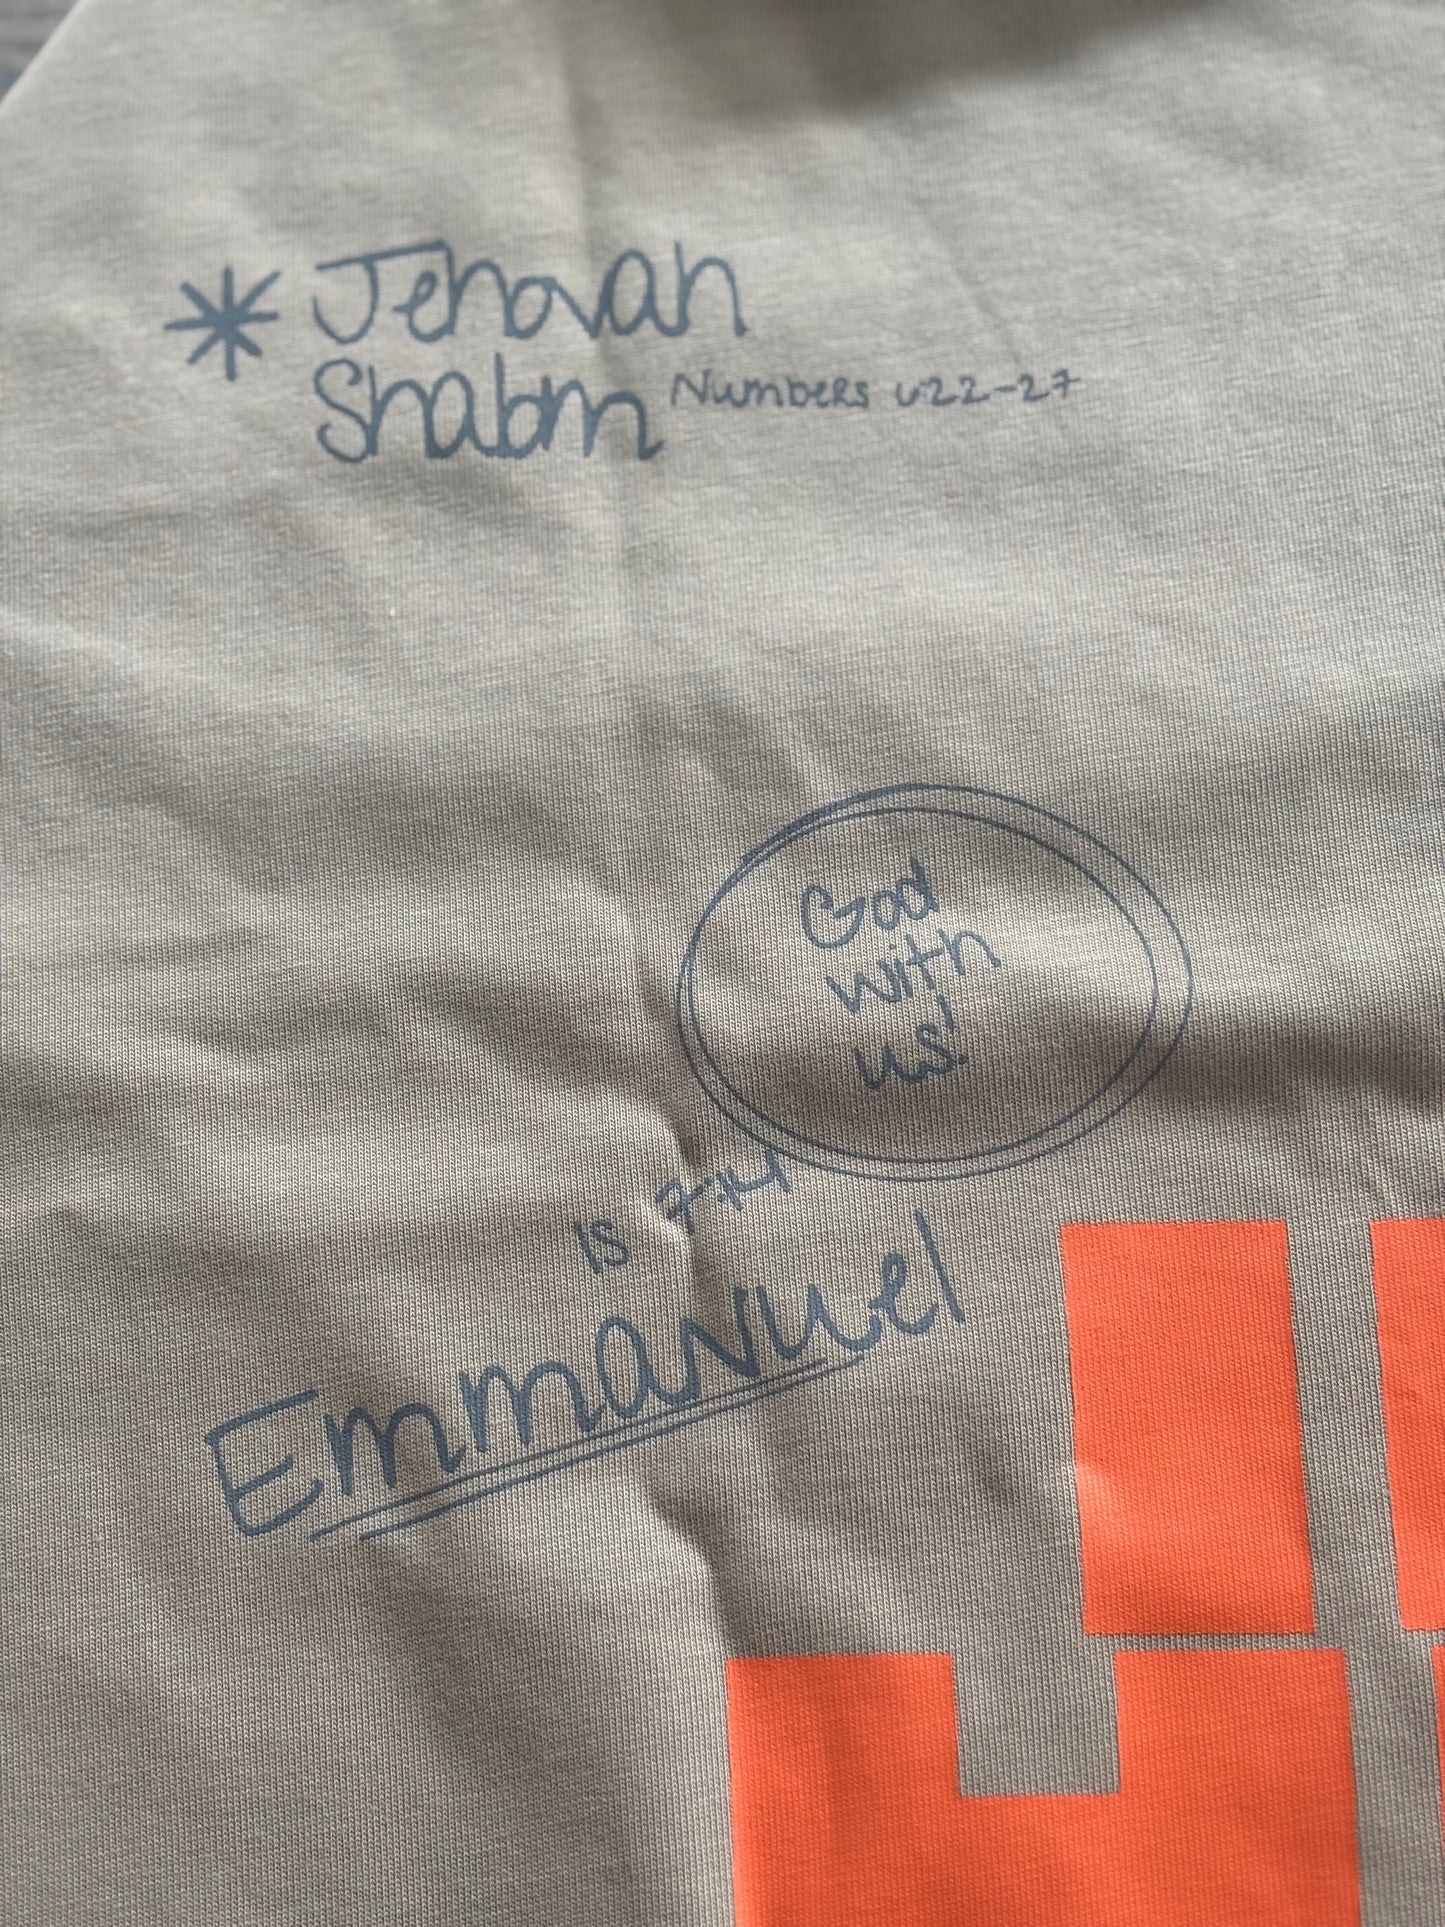 * Jehovah
Shalom Numbers 6:22-27
God
with
us!
Is 7:14
Emmanuel